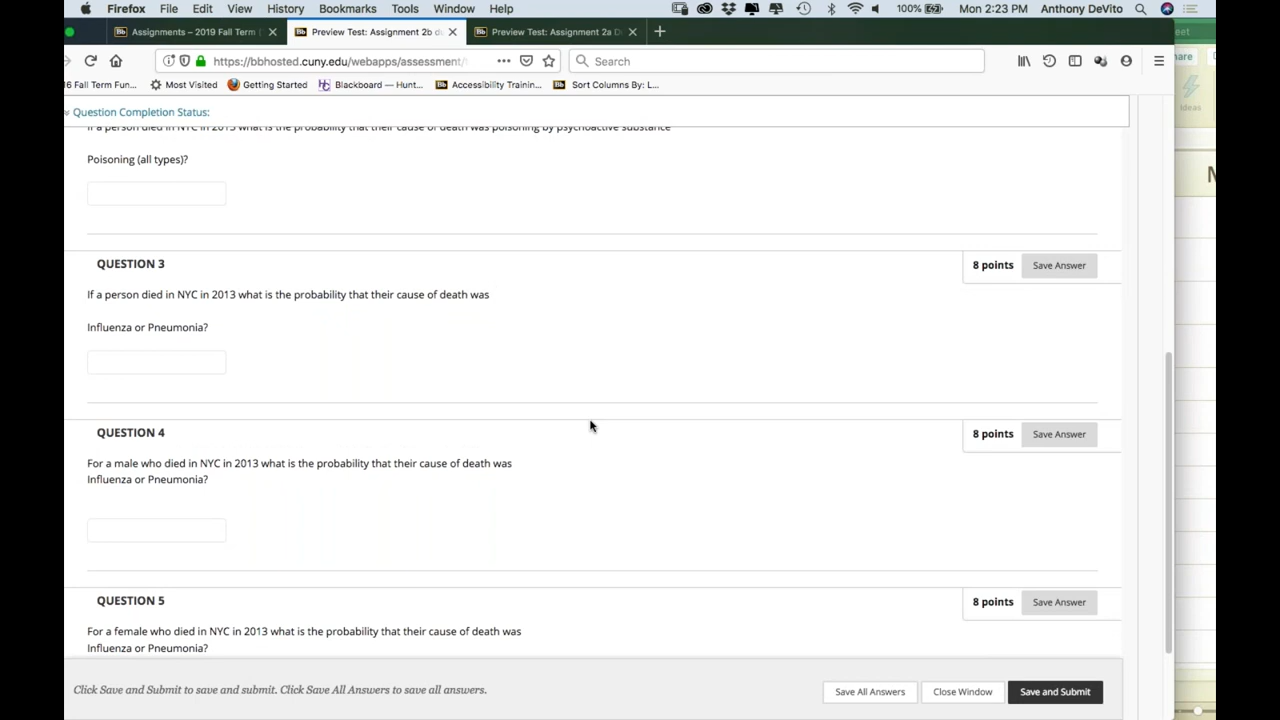 Firefox File Edit View History Bookmarks Tools Window Help 100% Mon 2:23 PM Anthony DeVito
Assignments – 2019 Fall Term ( Preview Test: Assignment 2b d Preview Test: Assignment 2a D
https://bbhosted.cuny.edu/webapps/assessment/ Search
6 Fall Term Fun... Most Visited Getting Started Blackboard — Hunt... Accessibility Trainin... Sort Columns By: L...
Ideas
Question Completion Status:
If a person died in NYC in 2013 what is the probability that their cause of death was poisoning by psychoactive substance
Poisoning (all types)?
QUESTION 3
8 points Save Answer
If a person died in NYC in 2013 what is the probability that their cause of death was
Influenza or Pneumonia?
QUESTION 4
8 points Save Answer
For a male who died in NYC in 2013 what is the probability that their cause of death was
Influenza or Pneumonia?
QUESTION 5
8 points Save Answer
For a female who died in NYC in 2013 what is the probability that their cause of death was
Influenza or Pneumonia?
Click Save and Submit to save and submit. Click Save All Answers to save all answers.
Save All Answers Close Window Save and Submit